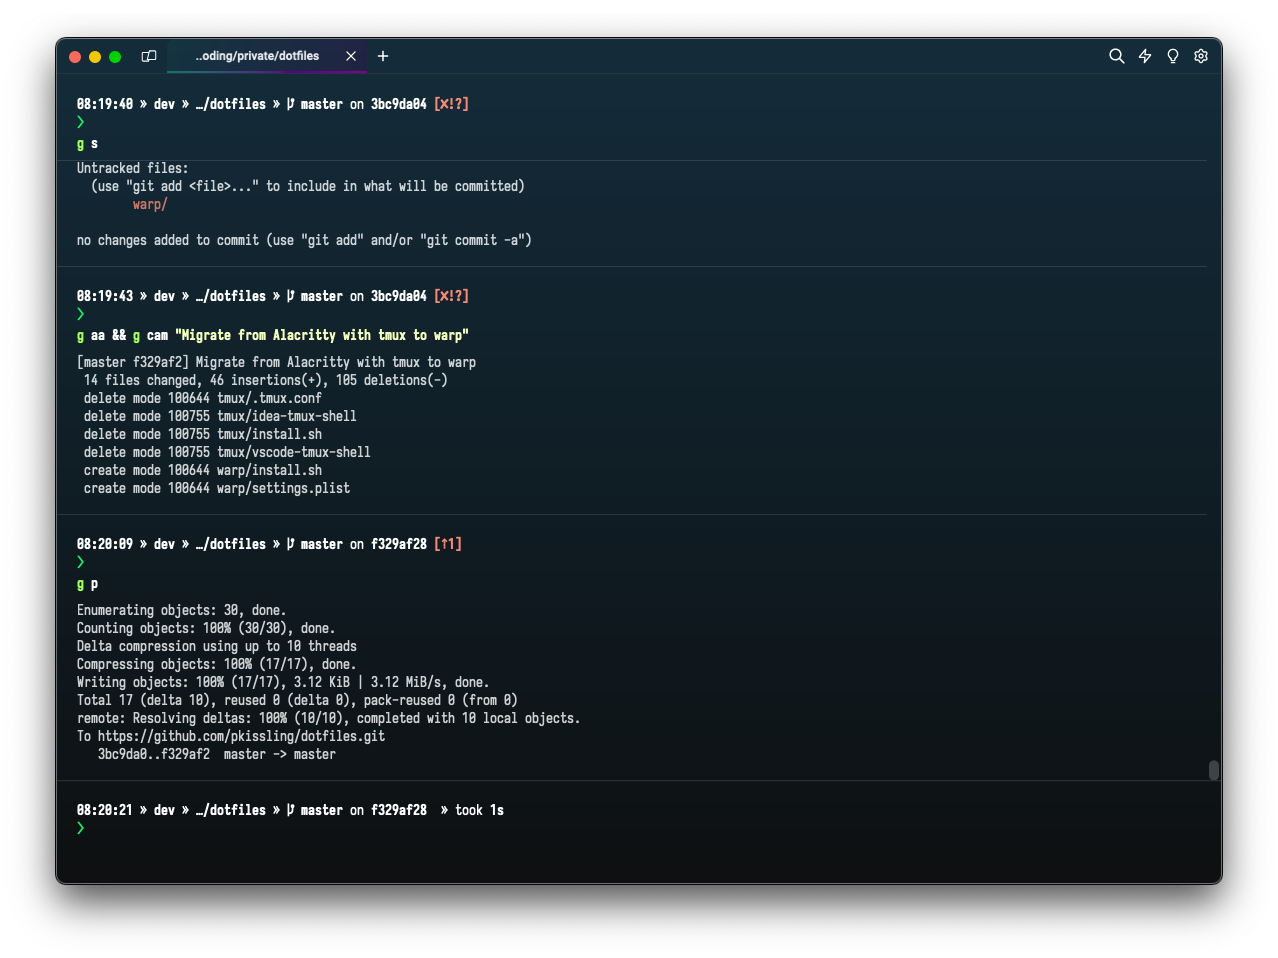 ..oding/private/dotfiles
08:19:40 » dev » …/dotfiles » master on 3bc9da04 [✘!?]
❯
g s
Untracked files:
  (use "git add <file>..." to include in what will be committed)
        warp/
no changes added to commit (use "git add" and/or "git commit -a")
08:19:43 » dev » …/dotfiles » master on 3bc9da04 [✘!?]
❯
g aa && g cam "Migrate from Alacritty with tmux to warp"
[master f329af2] Migrate from Alacritty with tmux to warp
 14 files changed, 46 insertions(+), 105 deletions(-)
 delete mode 100644 tmux/.tmux.conf
 delete mode 100755 tmux/idea-tmux-shell
 delete mode 100755 tmux/install.sh
 delete mode 100755 tmux/vscode-tmux-shell
 create mode 100644 warp/install.sh
 create mode 100644 warp/settings.plist
08:20:09 » dev » …/dotfiles » master on f329af28 [↑1]
❯
g p
Enumerating objects: 30, done.
Counting objects: 100% (30/30), done.
Delta compression using up to 10 threads
Compressing objects: 100% (17/17), done.
Writing objects: 100% (17/17), 3.12 KiB | 3.12 MiB/s, done.
Total 17 (delta 10), reused 0 (delta 0), pack-reused 0 (from 0)
remote: Resolving deltas: 100% (10/10), completed with 10 local objects.
To https://github.com/pkissling/dotfiles.git
   3bc9da0..f329af2  master -> master
08:20:21 » dev » …/dotfiles » master on f329af28  » took 1s
❯